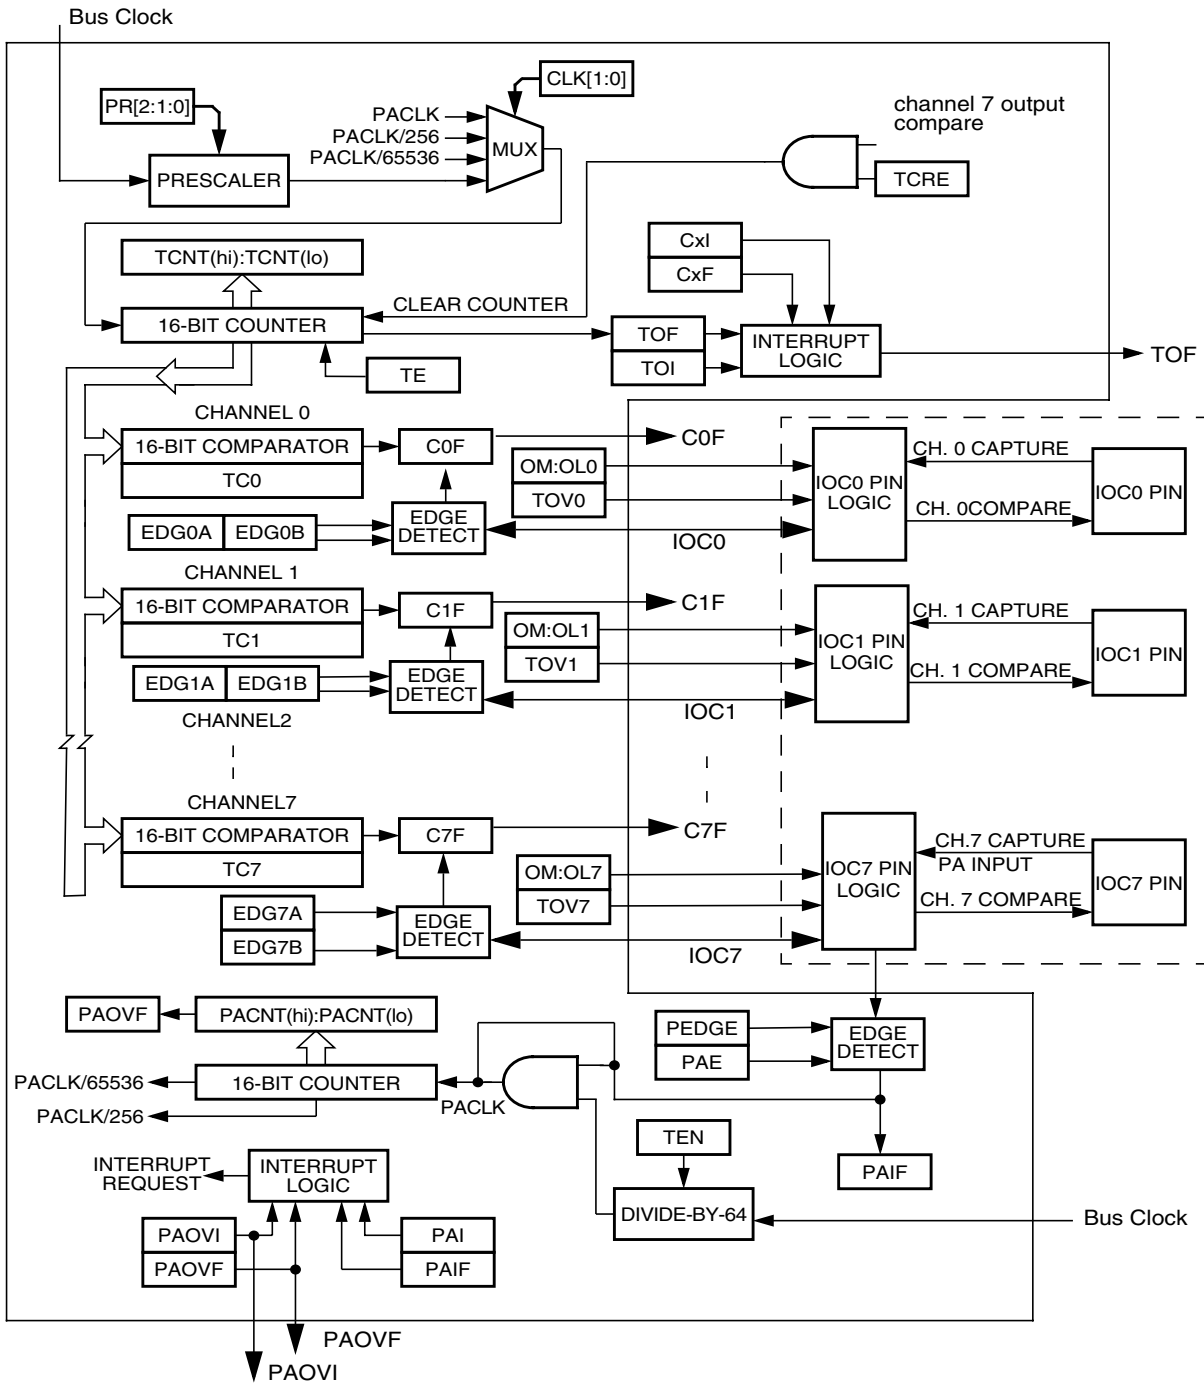 Bus Clock
CLK[1:0]
PR[2:1:0]
PACLK
PACLK/256
PACLK/65536
MUX
PRESCALER
channel 7 output
compare
TCRE
TCNT(hi):TCNT(lo)
CxI
CxF
CLEAR COUNTER
16-BIT COUNTER
TE
TOF
TOI
INTERRUPT
LOGIC
TOF
CHANNEL 0
16-BIT COMPARATOR
TC0
C0F
C0F
OM:OL0
TOV0
EDG0A
EDG0B
EDGE
DETECT
IOC0
IOC0 PIN
LOGIC
CH. 0 CAPTURE
CH. 0COMPARE
IOC0 PIN
CHANNEL 1
16-BIT COMPARATOR
TC1
C1F
C1F
OM:OL1
TOV1
EDG1A
EDG1B
EDGE
DETECT
IOC1
IOC1 PIN
LOGIC
CH. 1 CAPTURE
CH. 1 COMPARE
IOC1 PIN
CHANNEL2
CHANNEL7
16-BIT COMPARATOR
TC7
C7F
C7F
OM:OL7
TOV7
EDG7A
EDG7B
EDGE
DETECT
IOC7
IOC7 PIN
LOGIC
CH.7 CAPTURE
PA INPUT
CH. 7 COMPARE
IOC7 PIN
PAOVF
PACNT(hi):PACNT(lo)
PEDGE
PAE
EDGE
DETECT
PACLK/65536
16-BIT COUNTER
PACLK
PACLK/256
TEN
PAIF
INTERRUPT
REQUEST
INTERRUPT
LOGIC
DIVIDE-BY-64
Bus Clock
PAOVI
PAOVF
PAI
PAIF
PAOVF
PAOVI